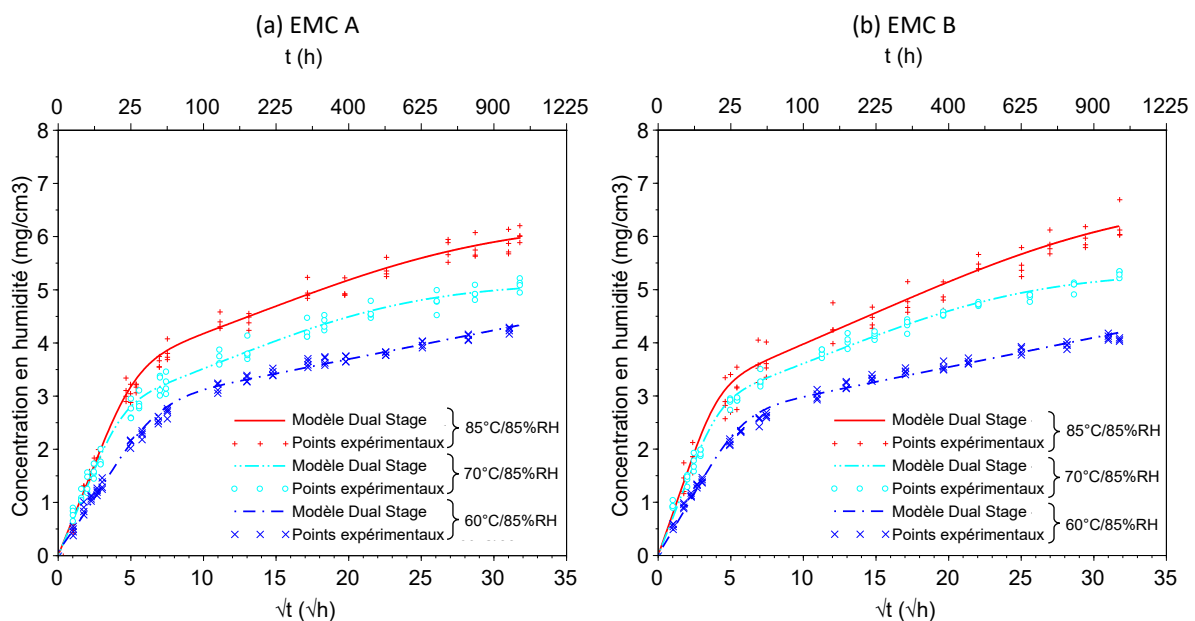 (a) EMC A
t (h)
0 25 100 225 400 625 900 1225
8
7
6
5
4
3
2
1
0
Concentration en humidité (mg/cm3)
Modèle Dual Stage
Points expérimentaux
85°C/85%RH
Modèle Dual Stage
Points expérimentaux
70°C/85%RH
Modèle Dual Stage
Points expérimentaux
60°C/85%RH
0 5 10 15 20 25 30 35
√t (√h)
(b) EMC B
t (h)
0 25 100 225 400 625 900 1225
8
7
6
5
4
3
2
1
0
Concentration en humidité (mg/cm3)
Modèle Dual Stage
Points expérimentaux
85°C/85%RH
Modèle Dual Stage
Points expérimentaux
70°C/85%RH
Modèle Dual Stage
Points expérimentaux
60°C/85%RH
0 5 10 15 20 25 30 35
√t (√h)